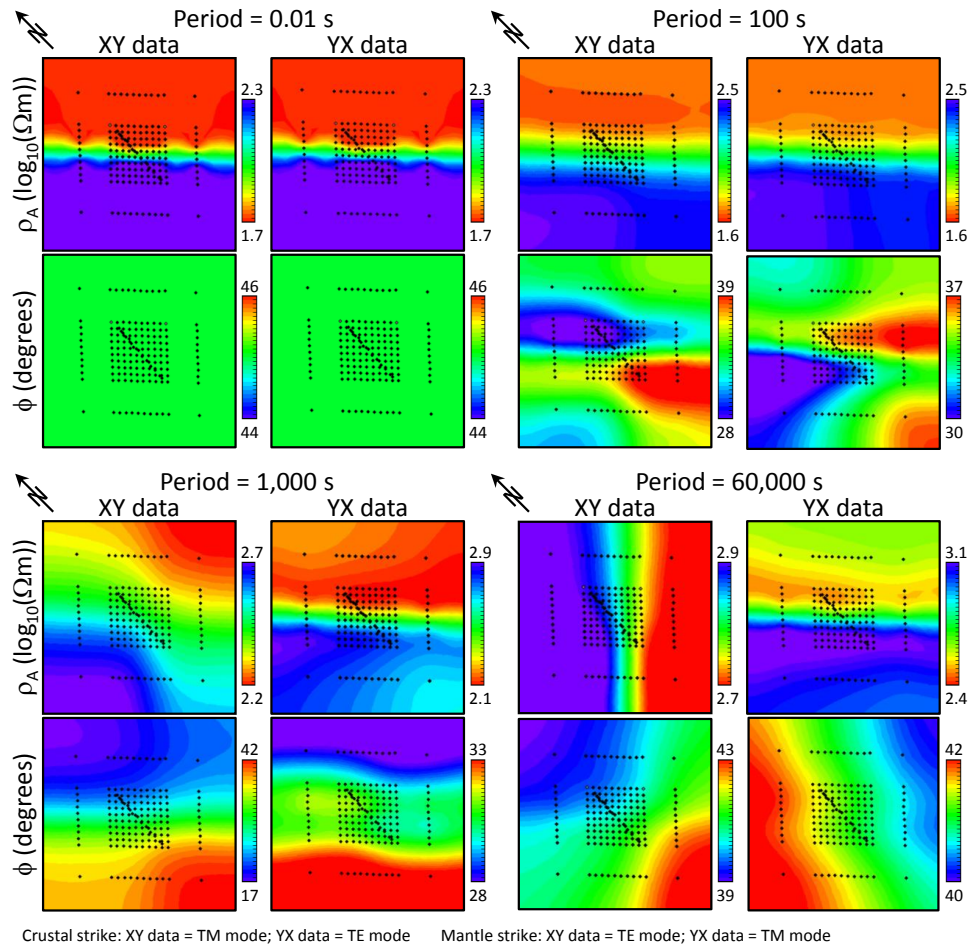 Period = 0.01 s
Period = 100 s
N
XY data
YX data
N
XY data
YX data
ρA (log10(Ωm))
2.3
1.7
2.3
1.7
2.5
1.6
2.5
1.6
ϕ (degrees)
46
44
46
44
39
28
37
30
Period = 1,000 s
Period = 60,000 s
N
XY data
YX data
N
XY data
YX data
ρA (log10(Ωm))
2.7
2.2
2.9
2.1
2.9
2.7
3.1
2.4
ϕ (degrees)
42
17
33
28
43
39
42
40
Crustal strike: XY data = TM mode; YX data = TE mode Mantle strike: XY data = TE mode; YX data = TM mode